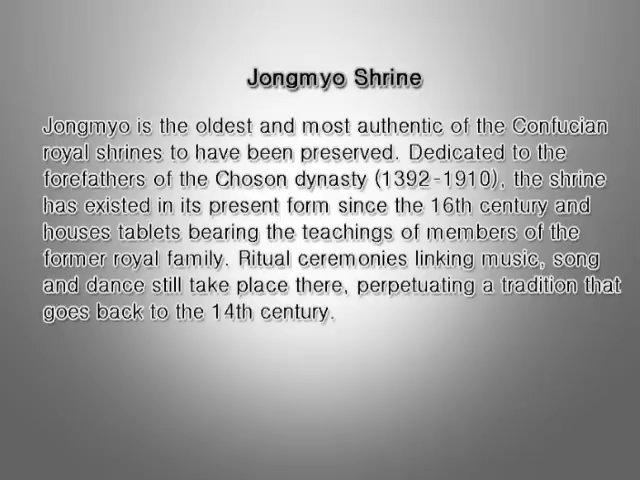 Jongmyo Shrine
Jongmyo is the oldest and most authentic of the Confucian
royal shrines to have been preserved. Dedicated to the
forefathers of the Choson dynasty (1392-1910), the shrine
has existed in its present form since the 16th century and
houses tablets bearing the teachings of members of the
former royal family. Ritual ceremonies linking music, song
and dance still take place there, perpetuating a tradition that
goes back to the 14th century.